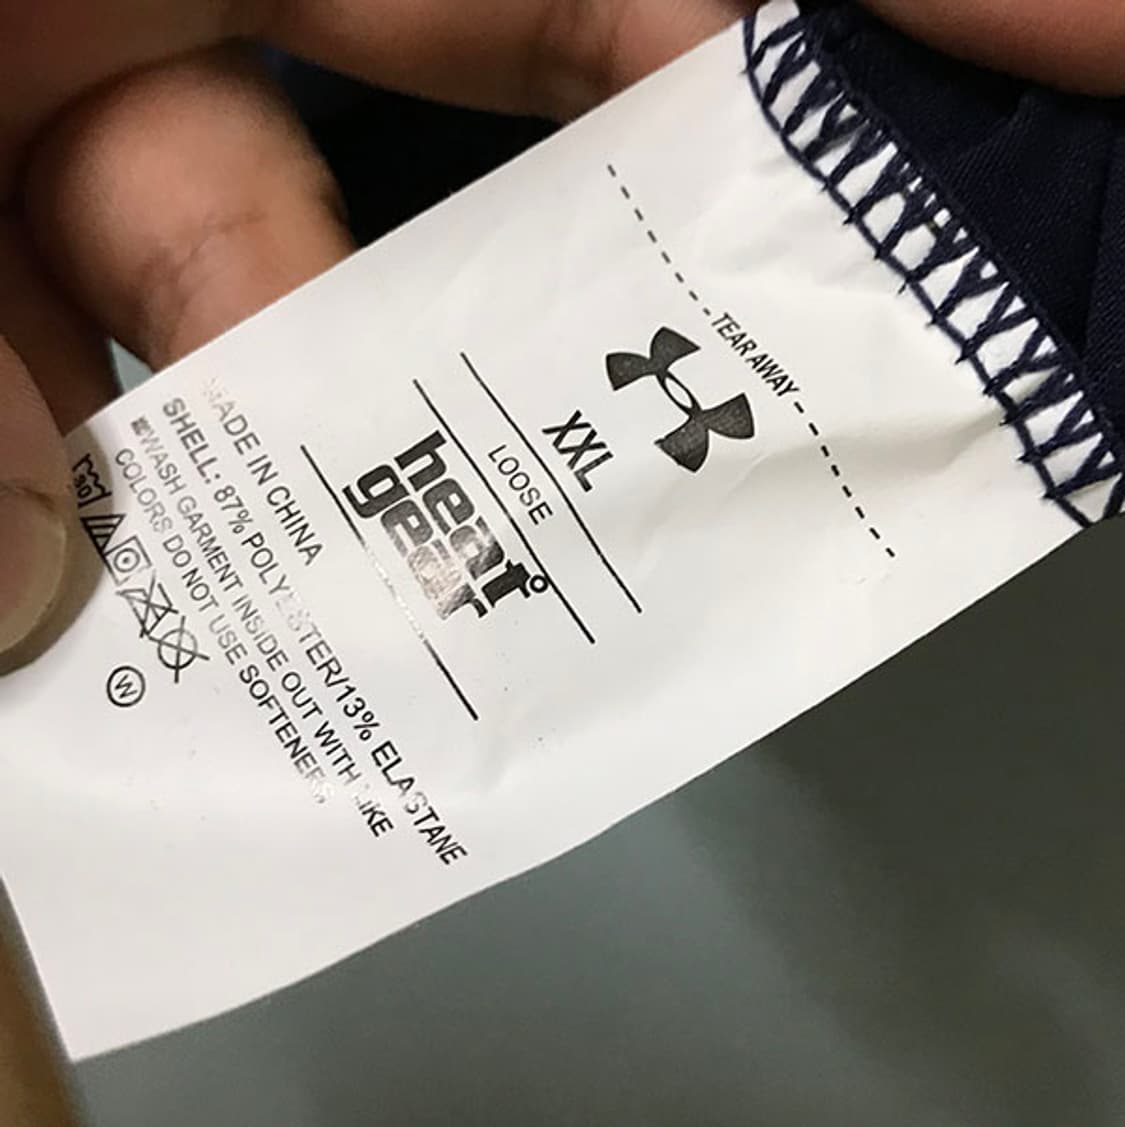 TEAR AWAY
XXL
LOOSE
heat
gear
MADE IN CHINA
SHELL: 87% POLYESTER/13% ELASTANE
WASH GARMENT INSIDE OUT WITH LIKE
COLORS DO NOT USE SOFTENERS
30
W